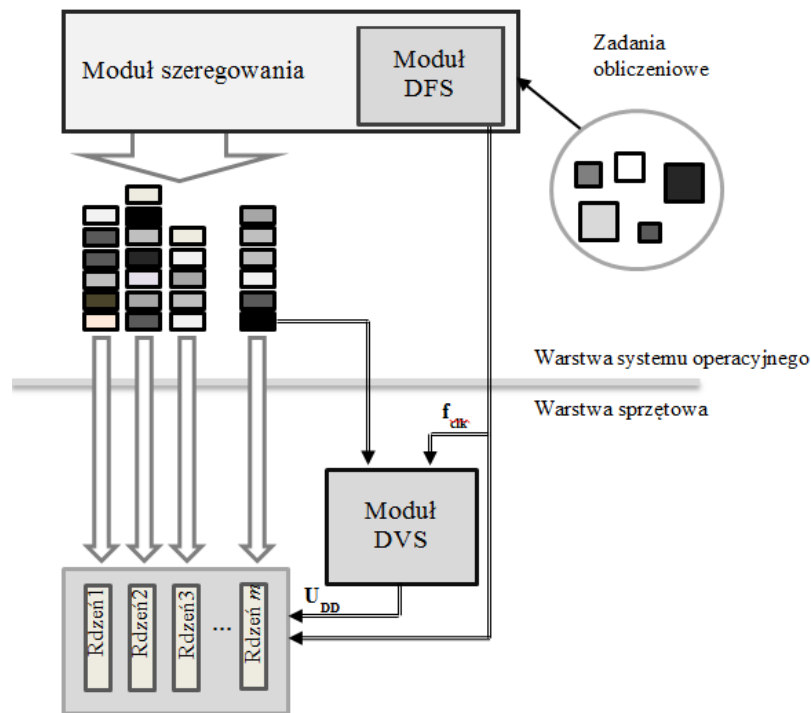 Moduł szeregowania
Moduł
DFS
Zadania
obliczeniowe
Warstwa systemu operacyjnego
Warstwa sprzętowa
f clk
Moduł
DVS
U DD
Rdzeń1
Rdzeń2
Rdzeń3
...
Rdzeń m